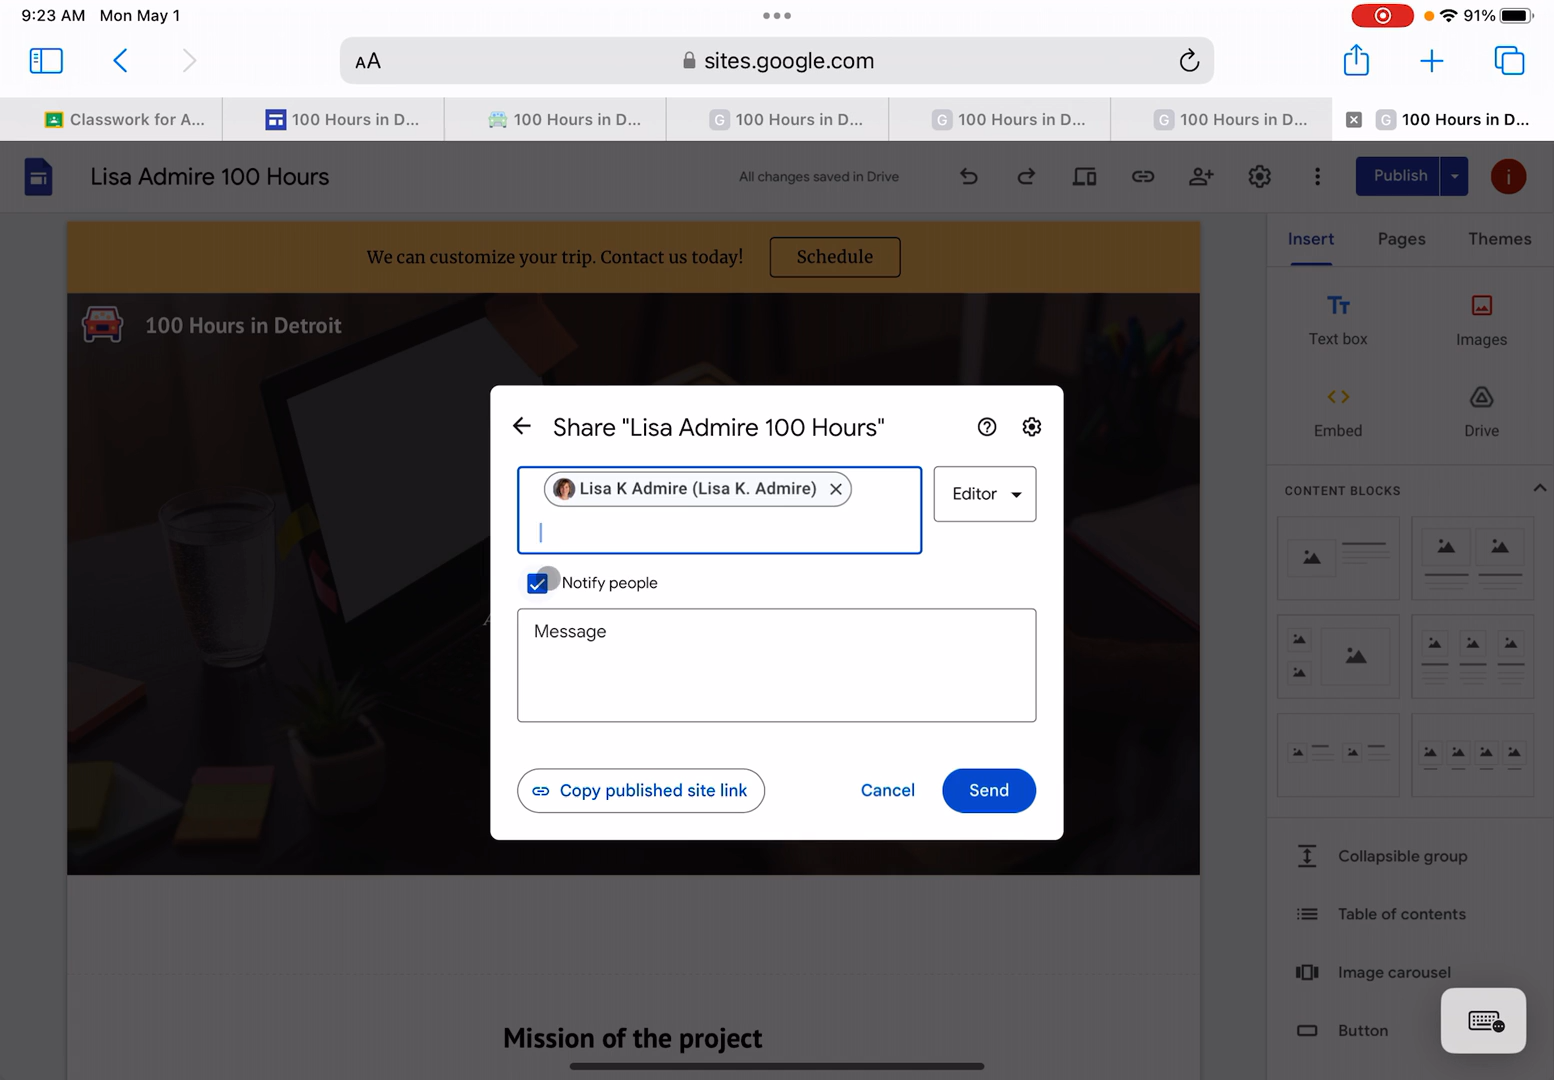 9:23 AM Mon May 1
91%
AA
sites.google.com
Classwork for A...
100 Hours in D...
100 Hours in D...
G 100 Hours in D...
G 100 Hours in D...
G 100 Hours in D...
G 100 Hours in D...
Lisa Admire 100 Hours
All changes saved in Drive
Publish
i
We can customize your trip. Contact us today!
Schedule
Insert
Pages
Themes
100 Hours in Detroit
Tт
Text box
Images
Embed
Drive
Share "Lisa Admire 100 Hours"
Lisa K Admire (Lisa K. Admire)
Editor
CONTENT BLOCKS
Notify people
Message
Copy published site link
Cancel
Send
Collapsible group
Table of contents
Image carousel
Button
Mission of the project